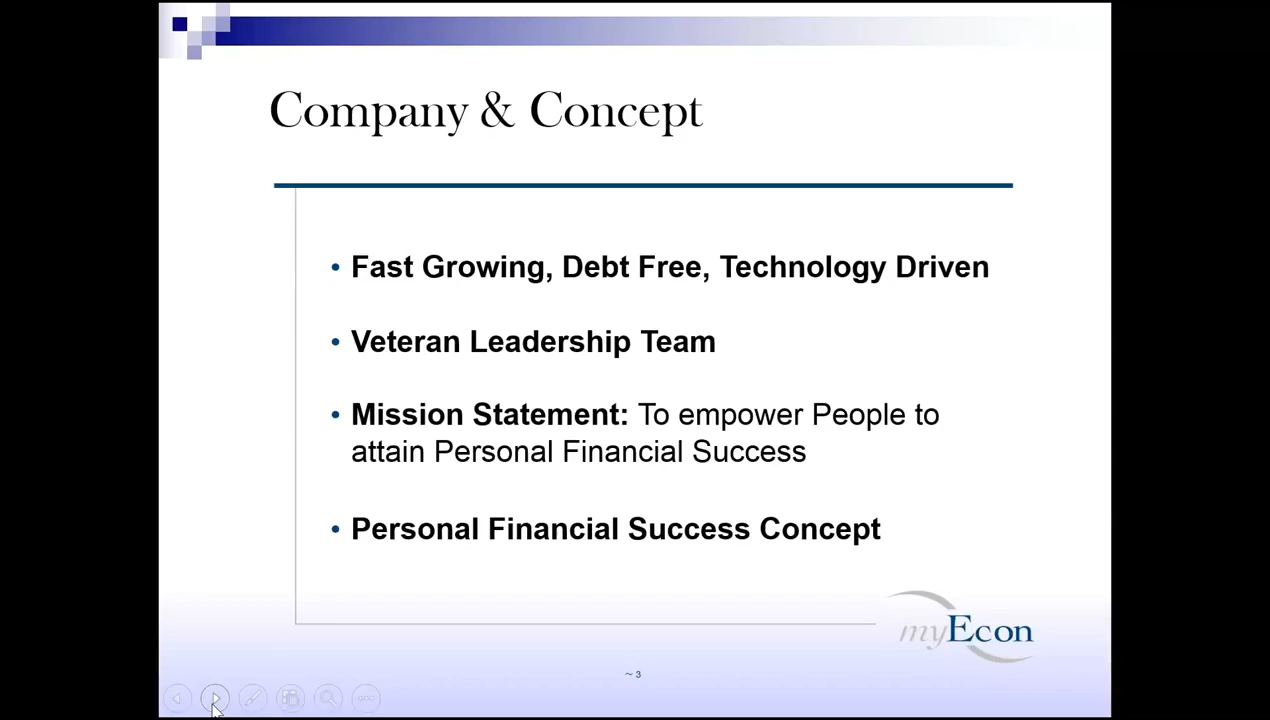 Company & Concept
• Fast Growing, Debt Free, Technology Driven
• Veteran Leadership Team
• Mission Statement: To empower People to
attain Personal Financial Success
• Personal Financial Success Concept
myEcon
~ 3